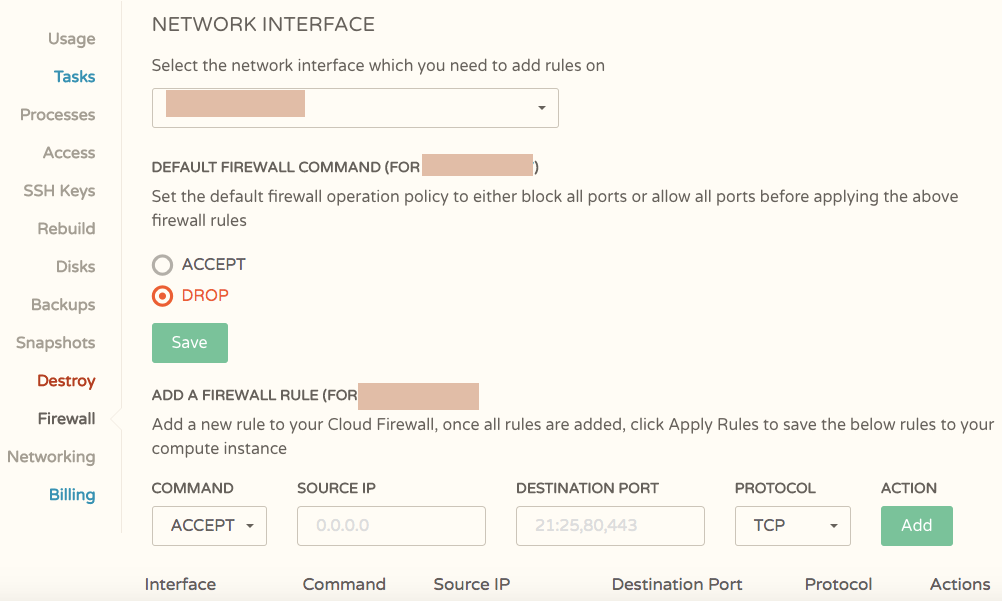 Usage
Tasks
Processes
Access
SSH Keys
Rebuild
Disks
Backups
Snapshots
Destroy
Firewall
Networking
Billing
NETWORK INTERFACE
Select the network interface which you need to add rules on
DEFAULT FIREWALL COMMAND (FOR )
Set the default firewall operation policy to either block all ports or allow all ports before applying the above
firewall rules
ACCEPT
DROP
Save
ADD A FIREWALL RULE (FOR
Add a new rule to your Cloud Firewall, once all rules are added, click Apply Rules to save the below rules to your
compute instance
COMMAND SOURCE IP DESTINATION PORT PROTOCOL ACTION
ACCEPT 0.0.0.0 21:25,80,443 TCP Add
Interface Command Source IP Destination Port Protocol Actions